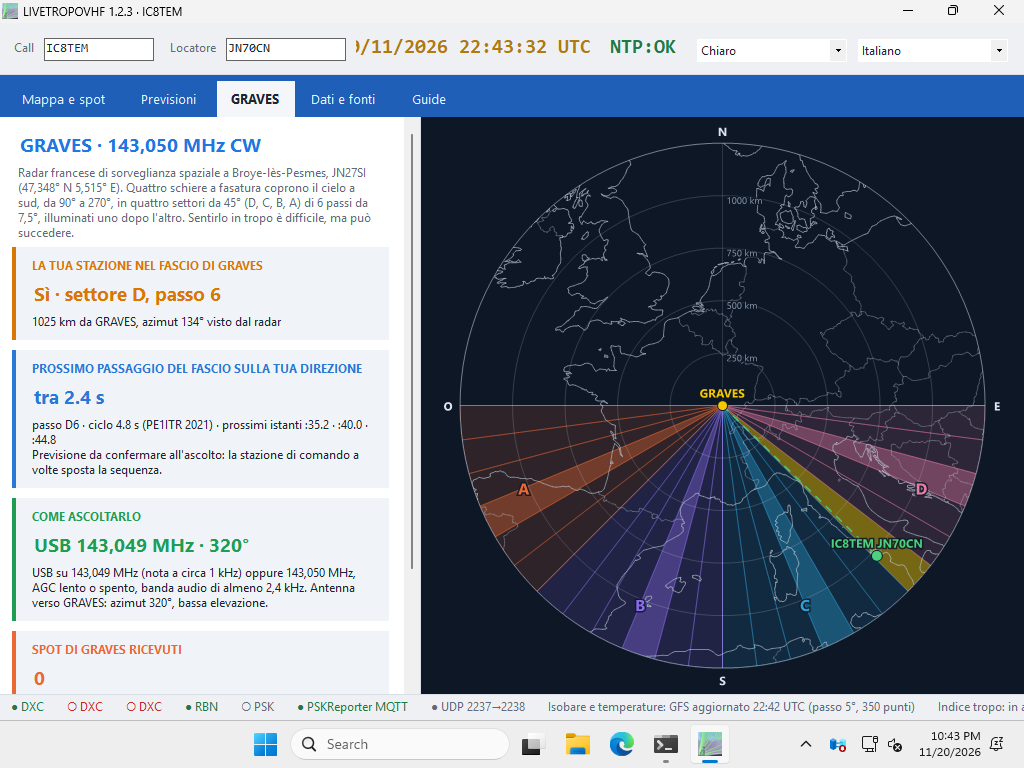 LIVETROPOVHF 1.2.3 · IC8TEM
Call IC8TEM Locatore JN70CN /11/2026 22:43:32 UTC NTP:OK Chiaro Italiano
Mappa e spot Previsioni GRAVES Dati e fonti Guide
GRAVES · 143,050 MHz CW
Radar francese di sorveglianza spaziale a Broye-lès-Pesmes, JN27SI
(47,348° N 5,515° E). Quattro schiere a fasatura coprono il cielo a
sud, da 90° a 270°, in quattro settori da 45° (D, C, B, A) di 6 passi da
7,5°, illuminati uno dopo l'altro. Sentirlo in tropo è difficile, ma può
succedere.
LA TUA STAZIONE NEL FASCIO DI GRAVES
Sì · settore D, passo 6
1025 km da GRAVES, azimut 134° visto dal radar
PROSSIMO PASSAGGIO DEL FASCIO SULLA TUA DIREZIONE
tra 2.4 s
passo D6 · ciclo 4.8 s (PE1ITR 2021) · prossimi istanti :35.2 · :40.0 ·
:44.8
Previsione da confermare all'ascolto: la stazione di comando a
volte sposta la sequenza.
COME ASCOLTARLO
USB 143,049 MHz · 320°
USB su 143,049 MHz (nota a circa 1 kHz) oppure 143,050 MHz,
AGC lento o spento, banda audio di almeno 2,4 kHz. Antenna
verso GRAVES: azimut 320°, bassa elevazione.
SPOT DI GRAVES RICEVUTI
0
N
1000 km
750 km
500 km
250 km
GRAVES
O
E
A
D
IC8TEM JN70CN
B
C
S
DXC DXC DXC RBN PSK PSKReporter MQTT UDP 2237→2238 Isobare e temperature: GFS aggiornato 22:42 UTC (passo 5°, 350 punti) Indice tropo: in a
Search
10:43 PM
11/20/2026